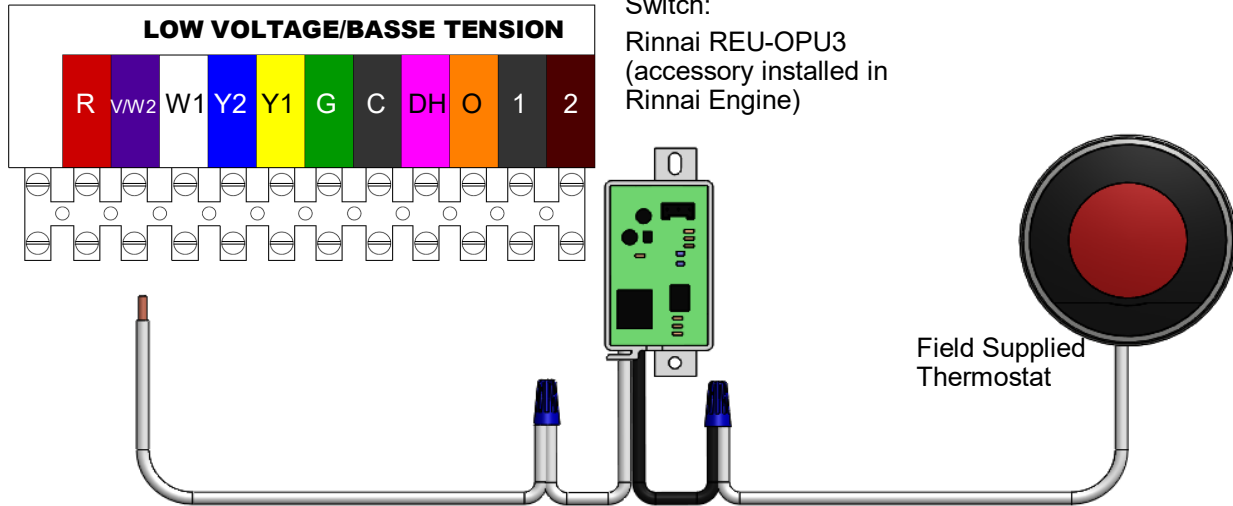 Switch:
LOW VOLTAGE/BASSE TENSION
Rinnai REU-OPU3
(accessory installed in
Rinnai Engine)
R V/W2 W1 Y2 Y1 G C DH O 1 2
Field Supplied
Thermostat